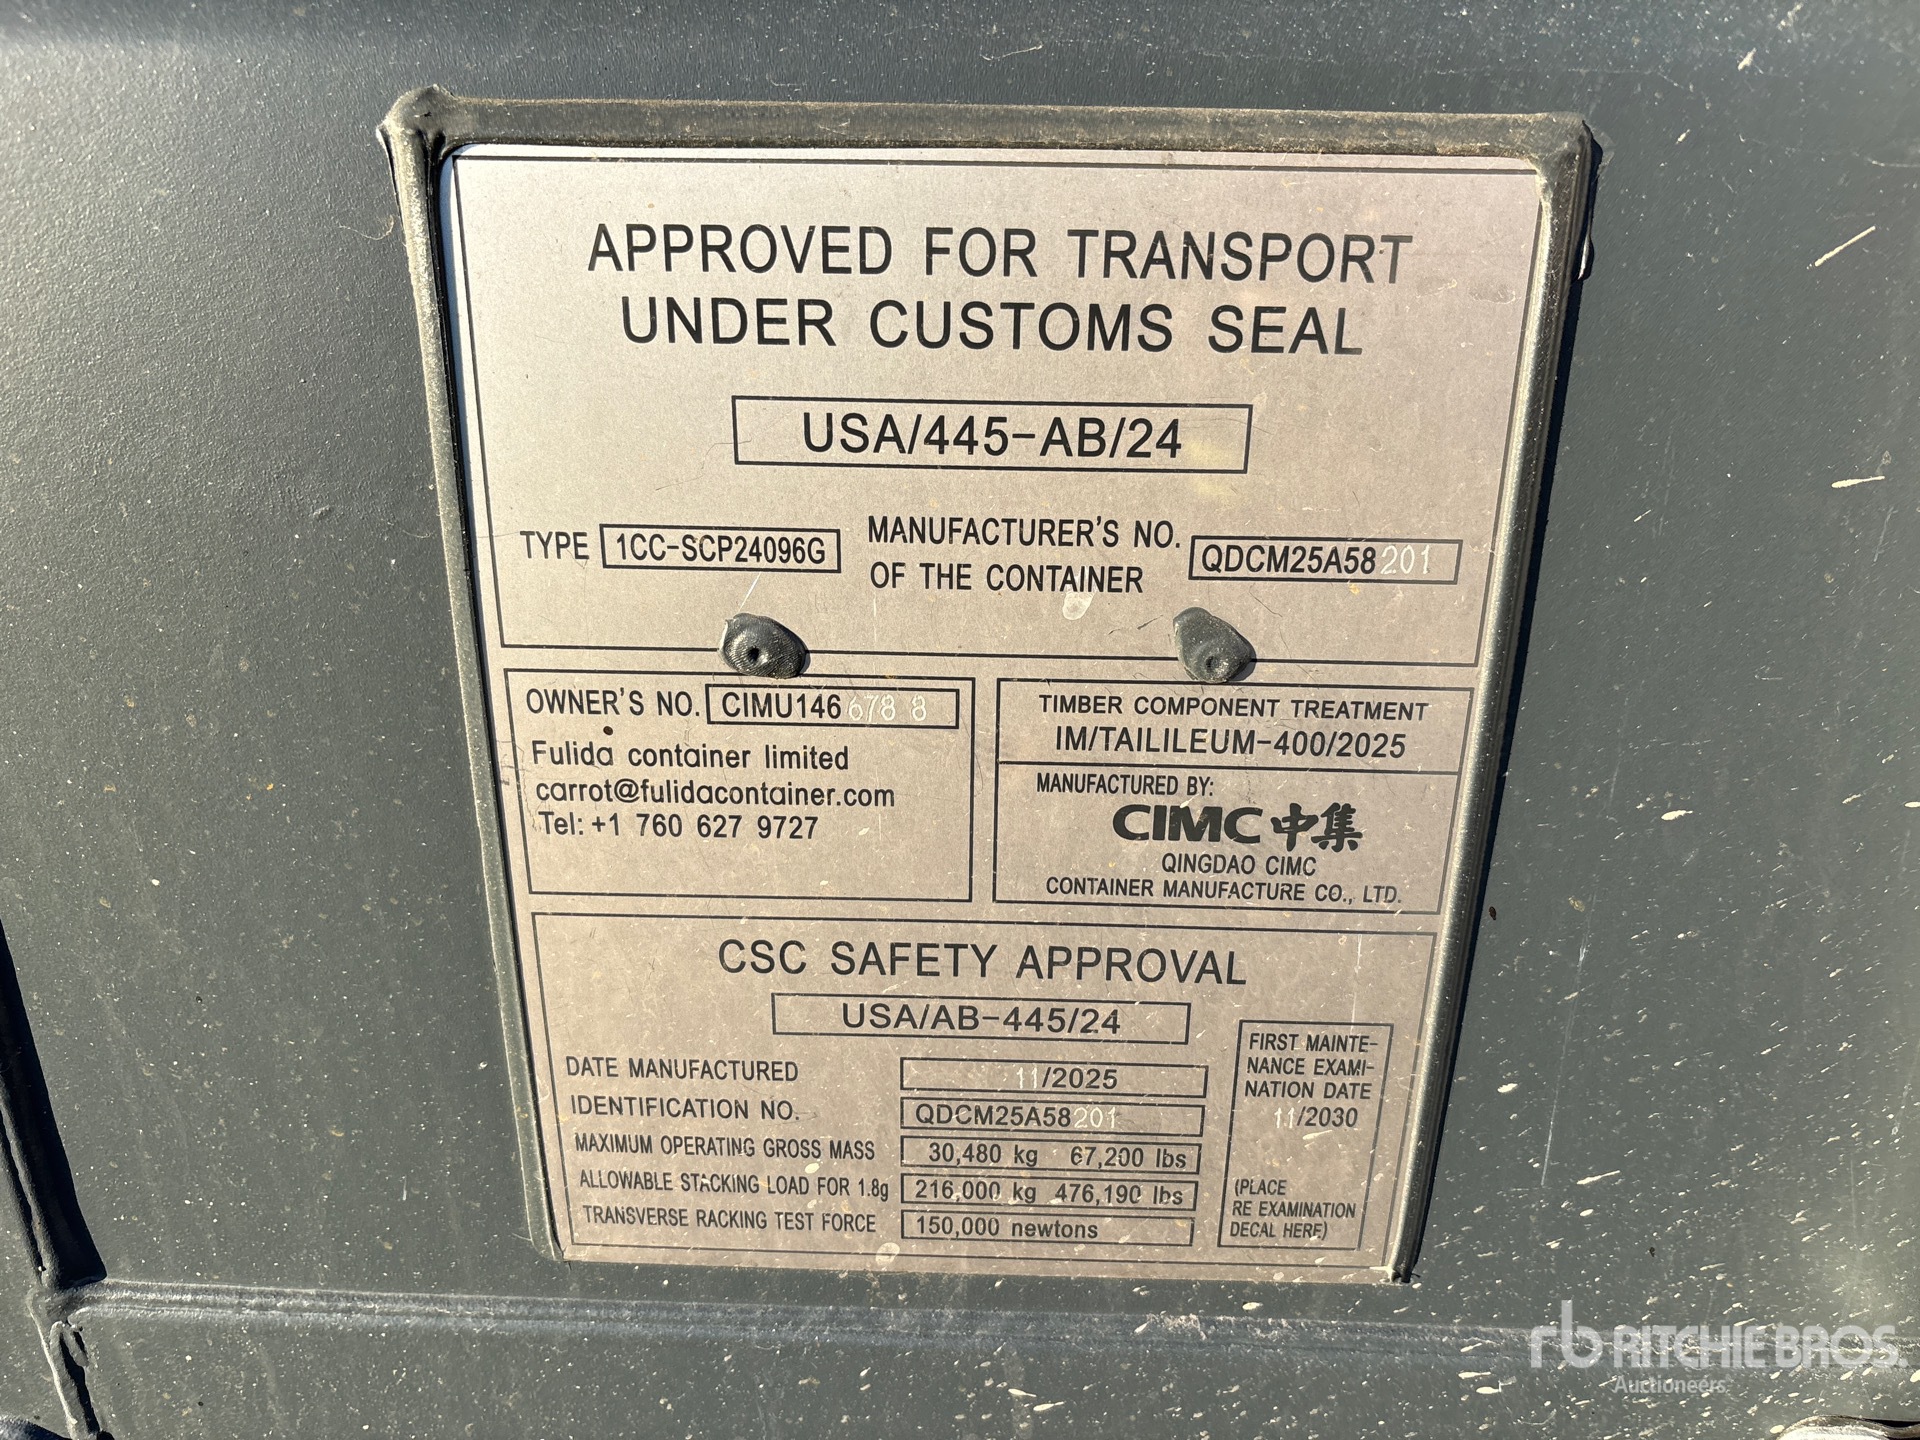 APPROVED FOR TRANSPORT
UNDER CUSTOMS SEAL
USA/445-AB/24
TYPE 1CC-SCP24096G
MANUFACTURER'S NO.
OF THE CONTAINER
QDCM25A58201
OWNER'S NO. CIMU146678 8
Fulida container limited
carrot@fulidacontainer.com
Tel: +1 760 627 9727
TIMBER COMPONENT TREATMENT
IM/TAILILEUM-400/2025
MANUFACTURED BY:
CIMC 中集
QINGDAO CIMC
CONTAINER MANUFACTURE CO., LTD.
CSC SAFETY APPROVAL
USA/AB-445/24
DATE MANUFACTURED 11/2025
IDENTIFICATION NO. QDCM25A58201
MAXIMUM OPERATING GROSS MASS 30,480 kg 67,200 lbs
ALLOWABLE STACKING LOAD FOR 1.8g 216,000 kg 476,190 lbs
TRANSVERSE RACKING TEST FORCE 150,000 newtons
FIRST MAINTE-
NANCE EXAMI-
NATION DATE
11/2030
(PLACE
RE EXAMINATION
DECAL HERE)
rb RITCHIE BROS.
Auctioneers